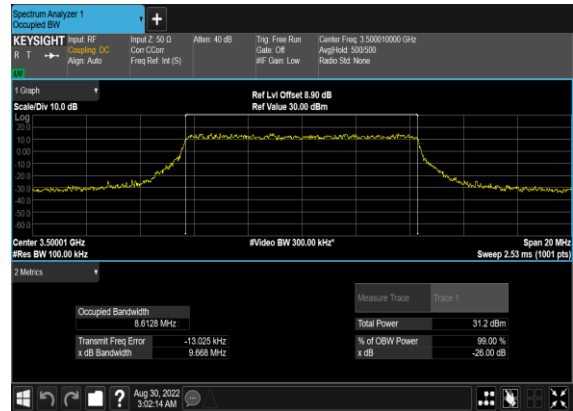 Spectrum Analyzer 1
Occupied BW
+
KEYSIGHT Input: RF Input Z: 50 Ω Atten: 40 dB Trig: Free Run Center Freq: 3.500010000 GHz
R T Coupling: DC Corr CCorr Gate: Off Avg|Hold: 500/500
Align: Auto Freq Ref: Int (S) #IF Gain: Low Radio Std: None
1 Graph
Ref Lvl Offset 8.90 dB
Scale/Div 10.0 dB Ref Value 30.00 dBm
Log
20.0
10.0
0.00
-10.0
-20.0
-30.0
-40.0
-50.0
-60.0
Center 3.50001 GHz #Video BW 300.00 kHz* Span 20 MHz
#Res BW 100.00 kHz Sweep 2.53 ms (1001 pts)
2 Metrics
Measure Trace Trace 1
Occupied Bandwidth
8.6128 MHz Total Power 31.2 dBm
Transmit Freq Error -13.025 kHz % of OBW Power 99.00 %
x dB Bandwidth 9.668 MHz x dB -26.00 dB
? Aug 30, 2022
3:02:14 AM